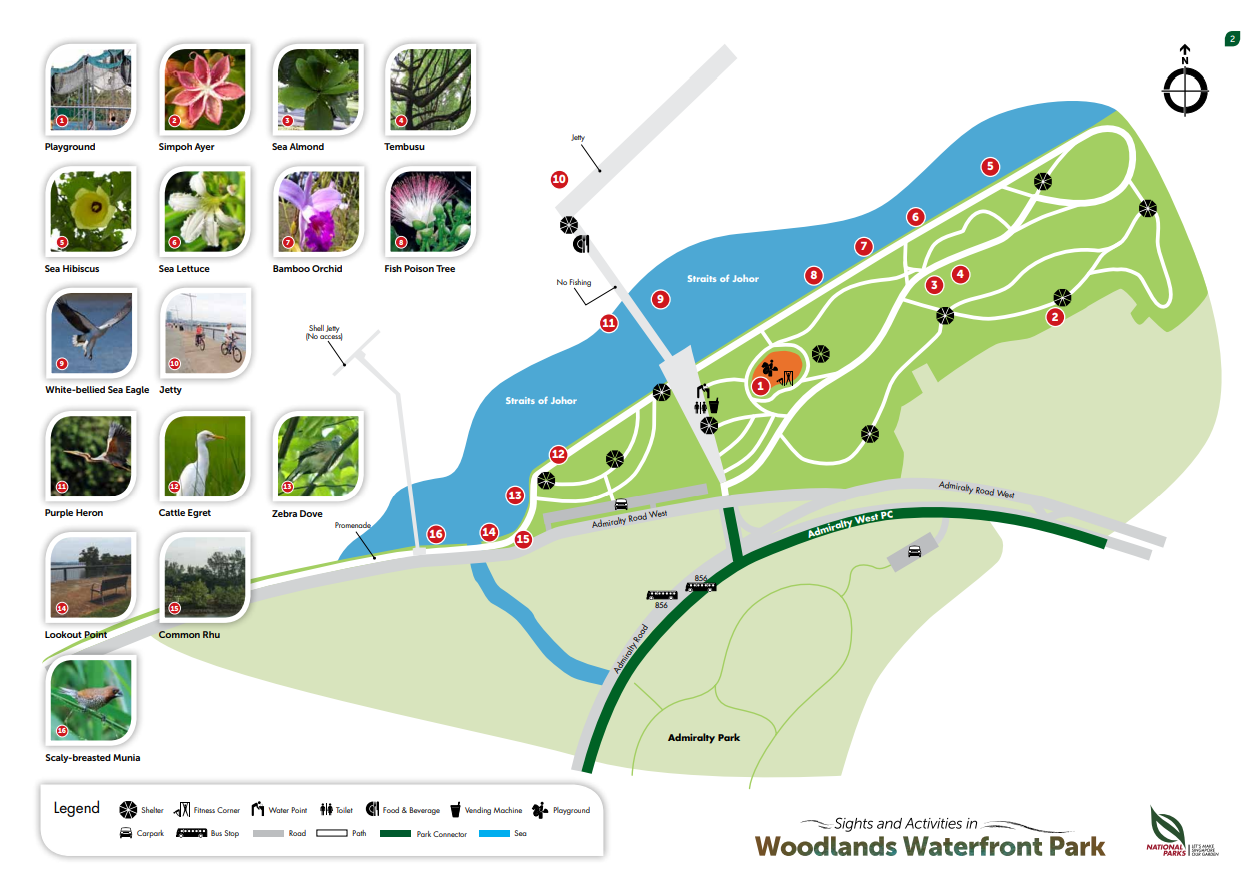 2
N
1
Playground
2
Simpoh Ayer
3
Sea Almond
4
Tembusu
5
Sea Hibiscus
6
Sea Lettuce
7
Bamboo Orchid
8
Fish Poison Tree
9
White-bellied Sea Eagle
10
Jetty
11
Purple Heron
12
Cattle Egret
13
Zebra Dove
14
Lookout Point
15
Common Rhu
16
Scaly-breasted Munia
Jetty
10
No Fishing
9
11
Straits of Johor
5
6
7
8
3
4
2
1
Shell Jetty
(No access)
Straits of Johor
12
13
14
15
16
Promenade
Admiralty Road West
Admiralty Road West
Admiralty West PC
856
856
Admiralty Road
Admiralty Park
Legend
Shelter
Fitness Corner
Water Point
Toilet
Food & Beverage
Vending Machine
Playground
Carpark
Bus Stop
Road
Path
Park Connector
Sea
Sights and Activities in
Woodlands Waterfront Park
NATIONAL
PARKS
LET'S MAKE
SINGAPORE
OUR GARDEN